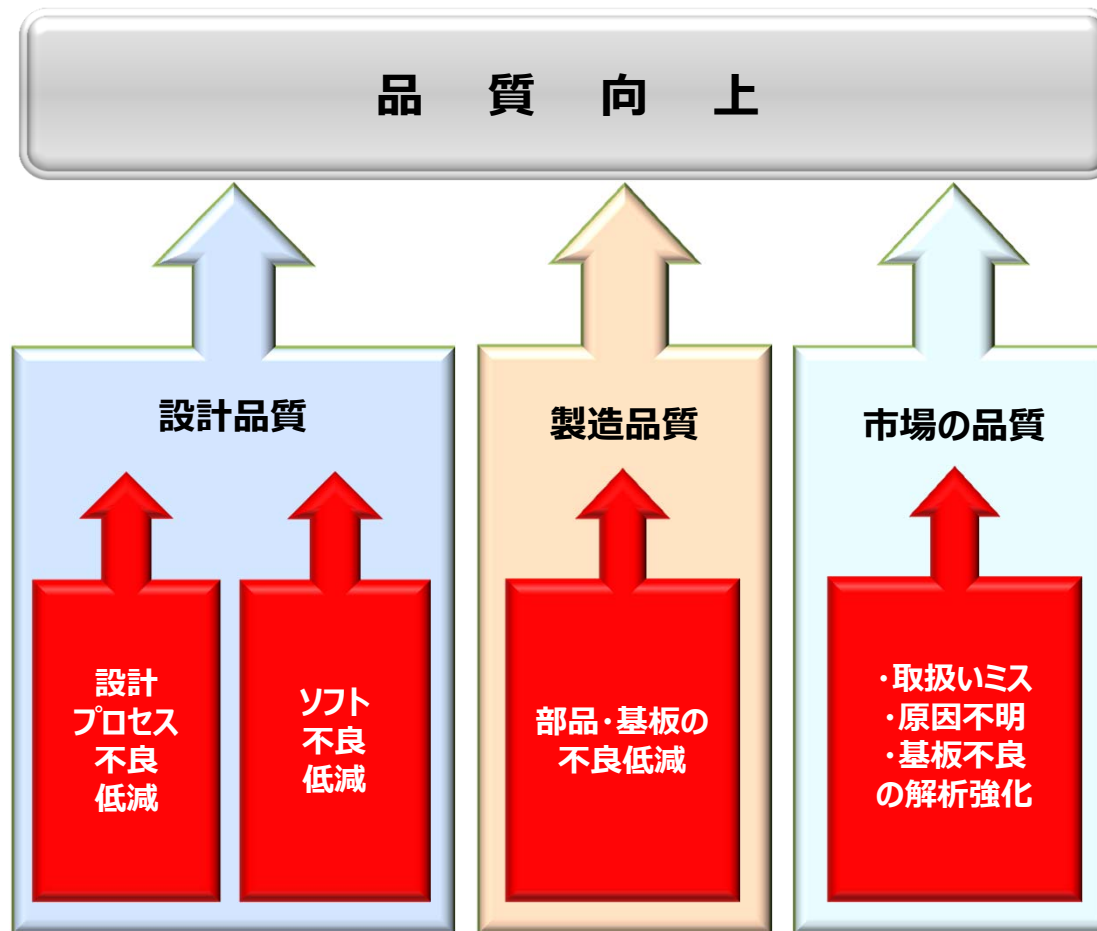 品 質 向 上
設計品質
設計
プロセス
不良
低減
ソフト
不良
低減
製造品質
部品・基板の
不良低減
市場の品質
・取扱いミス
・原因不明
・基板不良
の解析強化